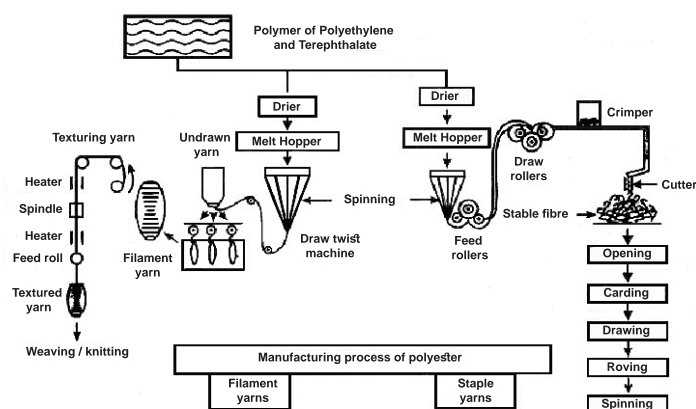 Polymer of Polyethylene
and Terephthalate
Drier
Drier
Crimper
Texturing yarn
Undrawn
yarn
Melt Hopper
Melt Hopper
Draw
rollers
Heater
Cutter
Spinning
Spindle
Stable fibre
Heater
Draw twist
machine
Feed
rollers
Feed roll
Filament
yarn
Opening
Textured
yarn
Carding
Drawing
Weaving / knitting
Manufacturing process of polyester
Roving
Filament
yarns
Staple
yarns
Spinning